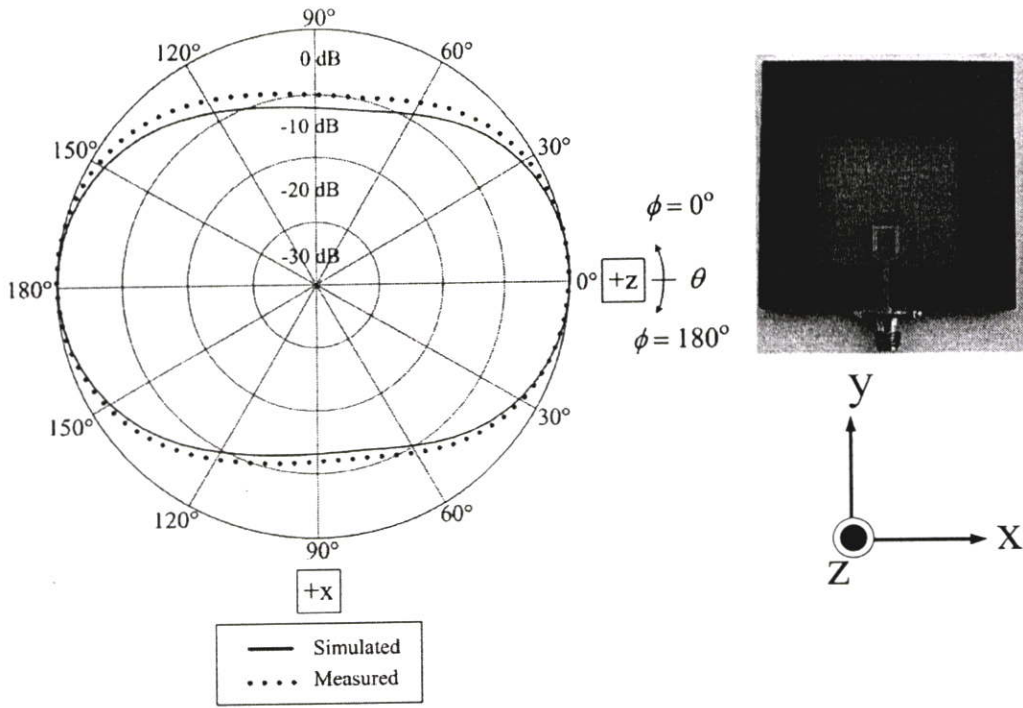 90°
120°
0 dB
60°
-10 dB
150°
30°
-20 dB
ϕ = 0°
-30 dB
180°
0°
+z
θ
ϕ = 180°
150°
30°
y
120°
60°
90°
x
z
+x
Simulated
Measured